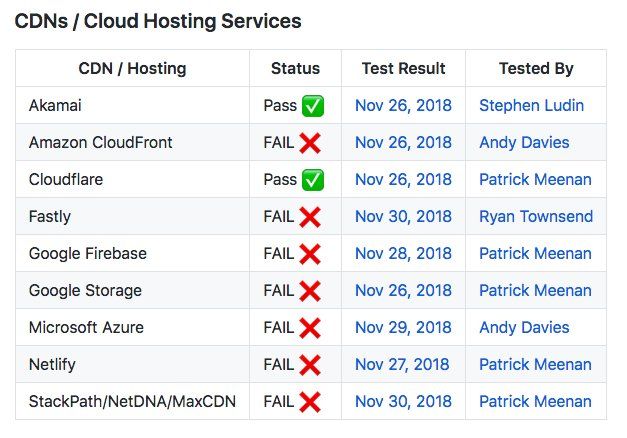 CDNs / Cloud Hosting Services
CDN / Hosting Status Test Result Tested By
Akamai Pass ✅ Nov 26, 2018 Stephen Ludin
Amazon CloudFront FAIL ❌ Nov 26, 2018 Andy Davies
Cloudflare Pass ✅ Nov 26, 2018 Patrick Meenan
Fastly FAIL ❌ Nov 30, 2018 Ryan Townsend
Google Firebase FAIL ❌ Nov 28, 2018 Patrick Meenan
Google Storage FAIL ❌ Nov 26, 2018 Patrick Meenan
Microsoft Azure FAIL ❌ Nov 29, 2018 Andy Davies
Netlify FAIL ❌ Nov 27, 2018 Patrick Meenan
StackPath/NetDNA/MaxCDN FAIL ❌ Nov 30, 2018 Patrick Meenan